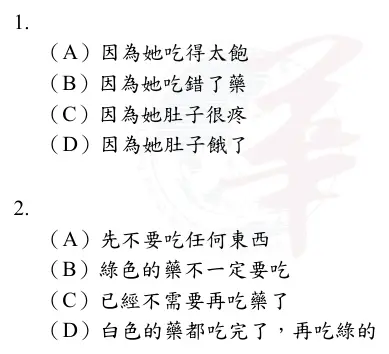 1.
（A）因為她吃得太飽
（B）因為她吃錯了藥
（C）因為她肚子很疼
（D）因為她肚子餓了
2.
（A）先不要吃任何東西
（B）綠色的藥不一定要吃
（C）已經不需要再吃藥了
（D）白色的藥都吃完了，再吃綠的